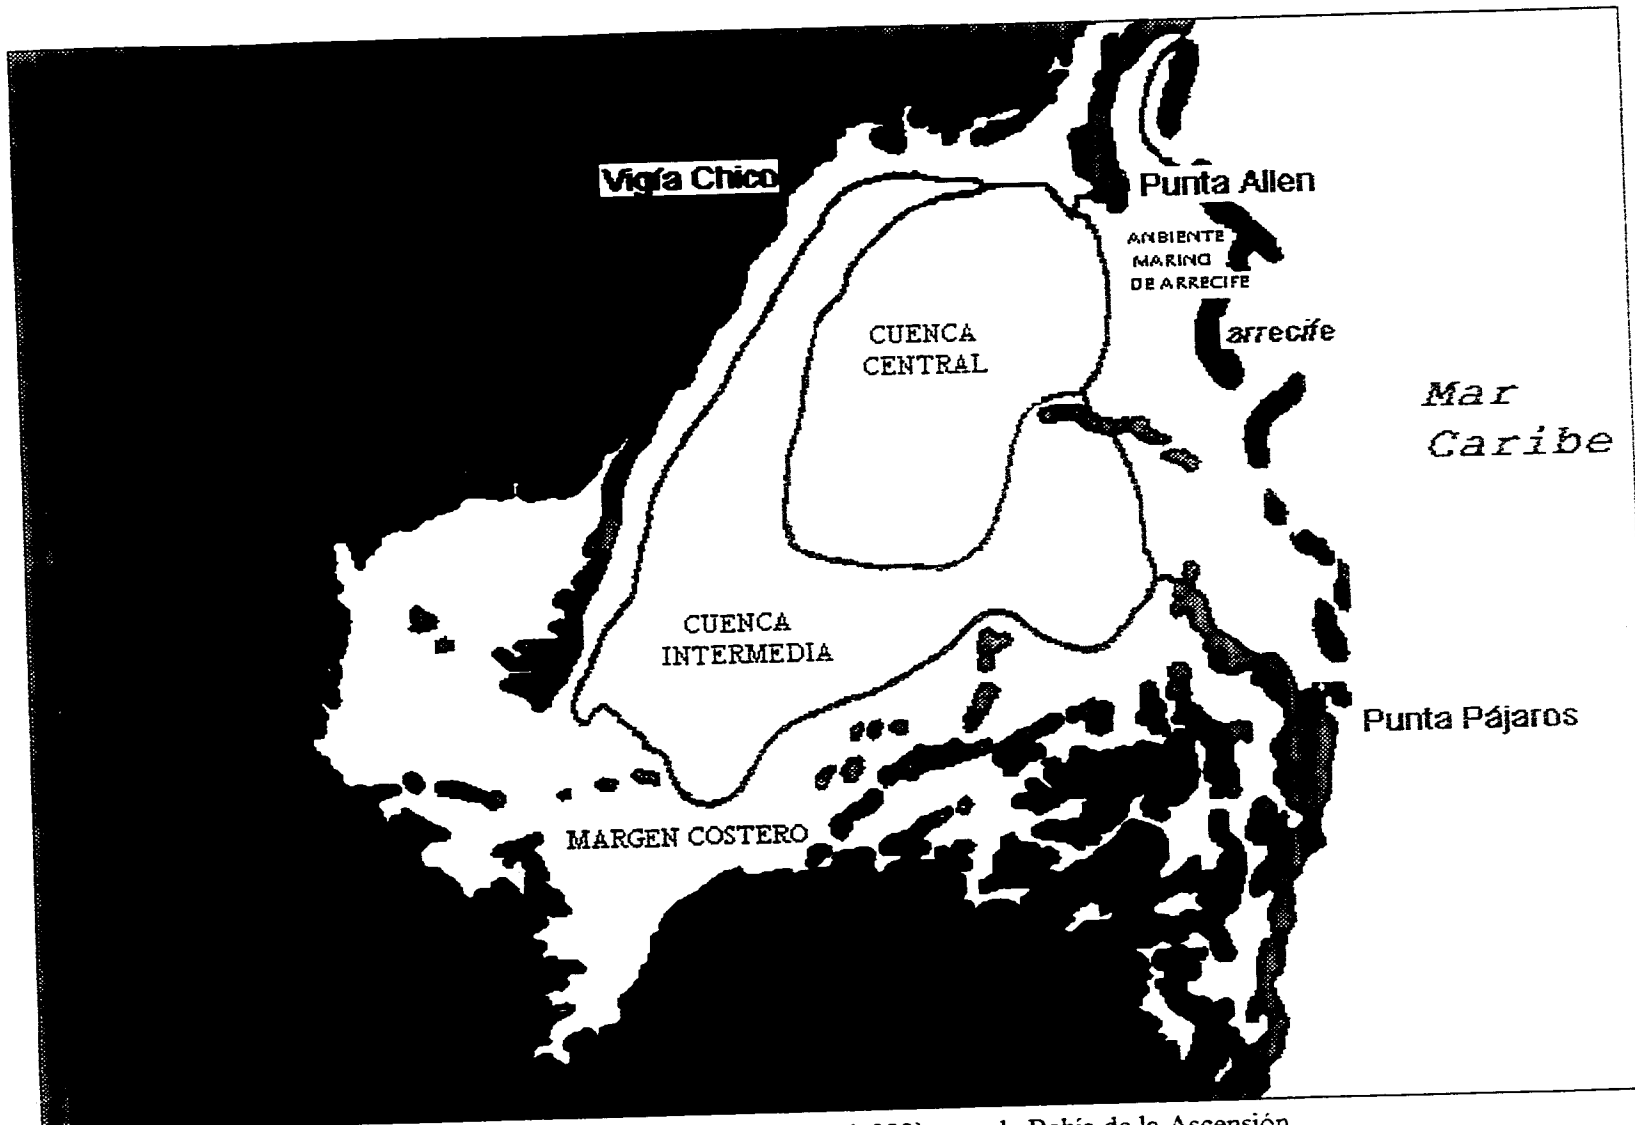 Vigía Chico
Punta Allen
ANBIENTE
MARINO
DE ARRECIFE
arrecife
CUENCA
CENTRAL
Mar
Caribe
CUENCA
INTERMEDIA
Punta Pájaros
MARGEN COSTERO
Bahía de la Ascensión